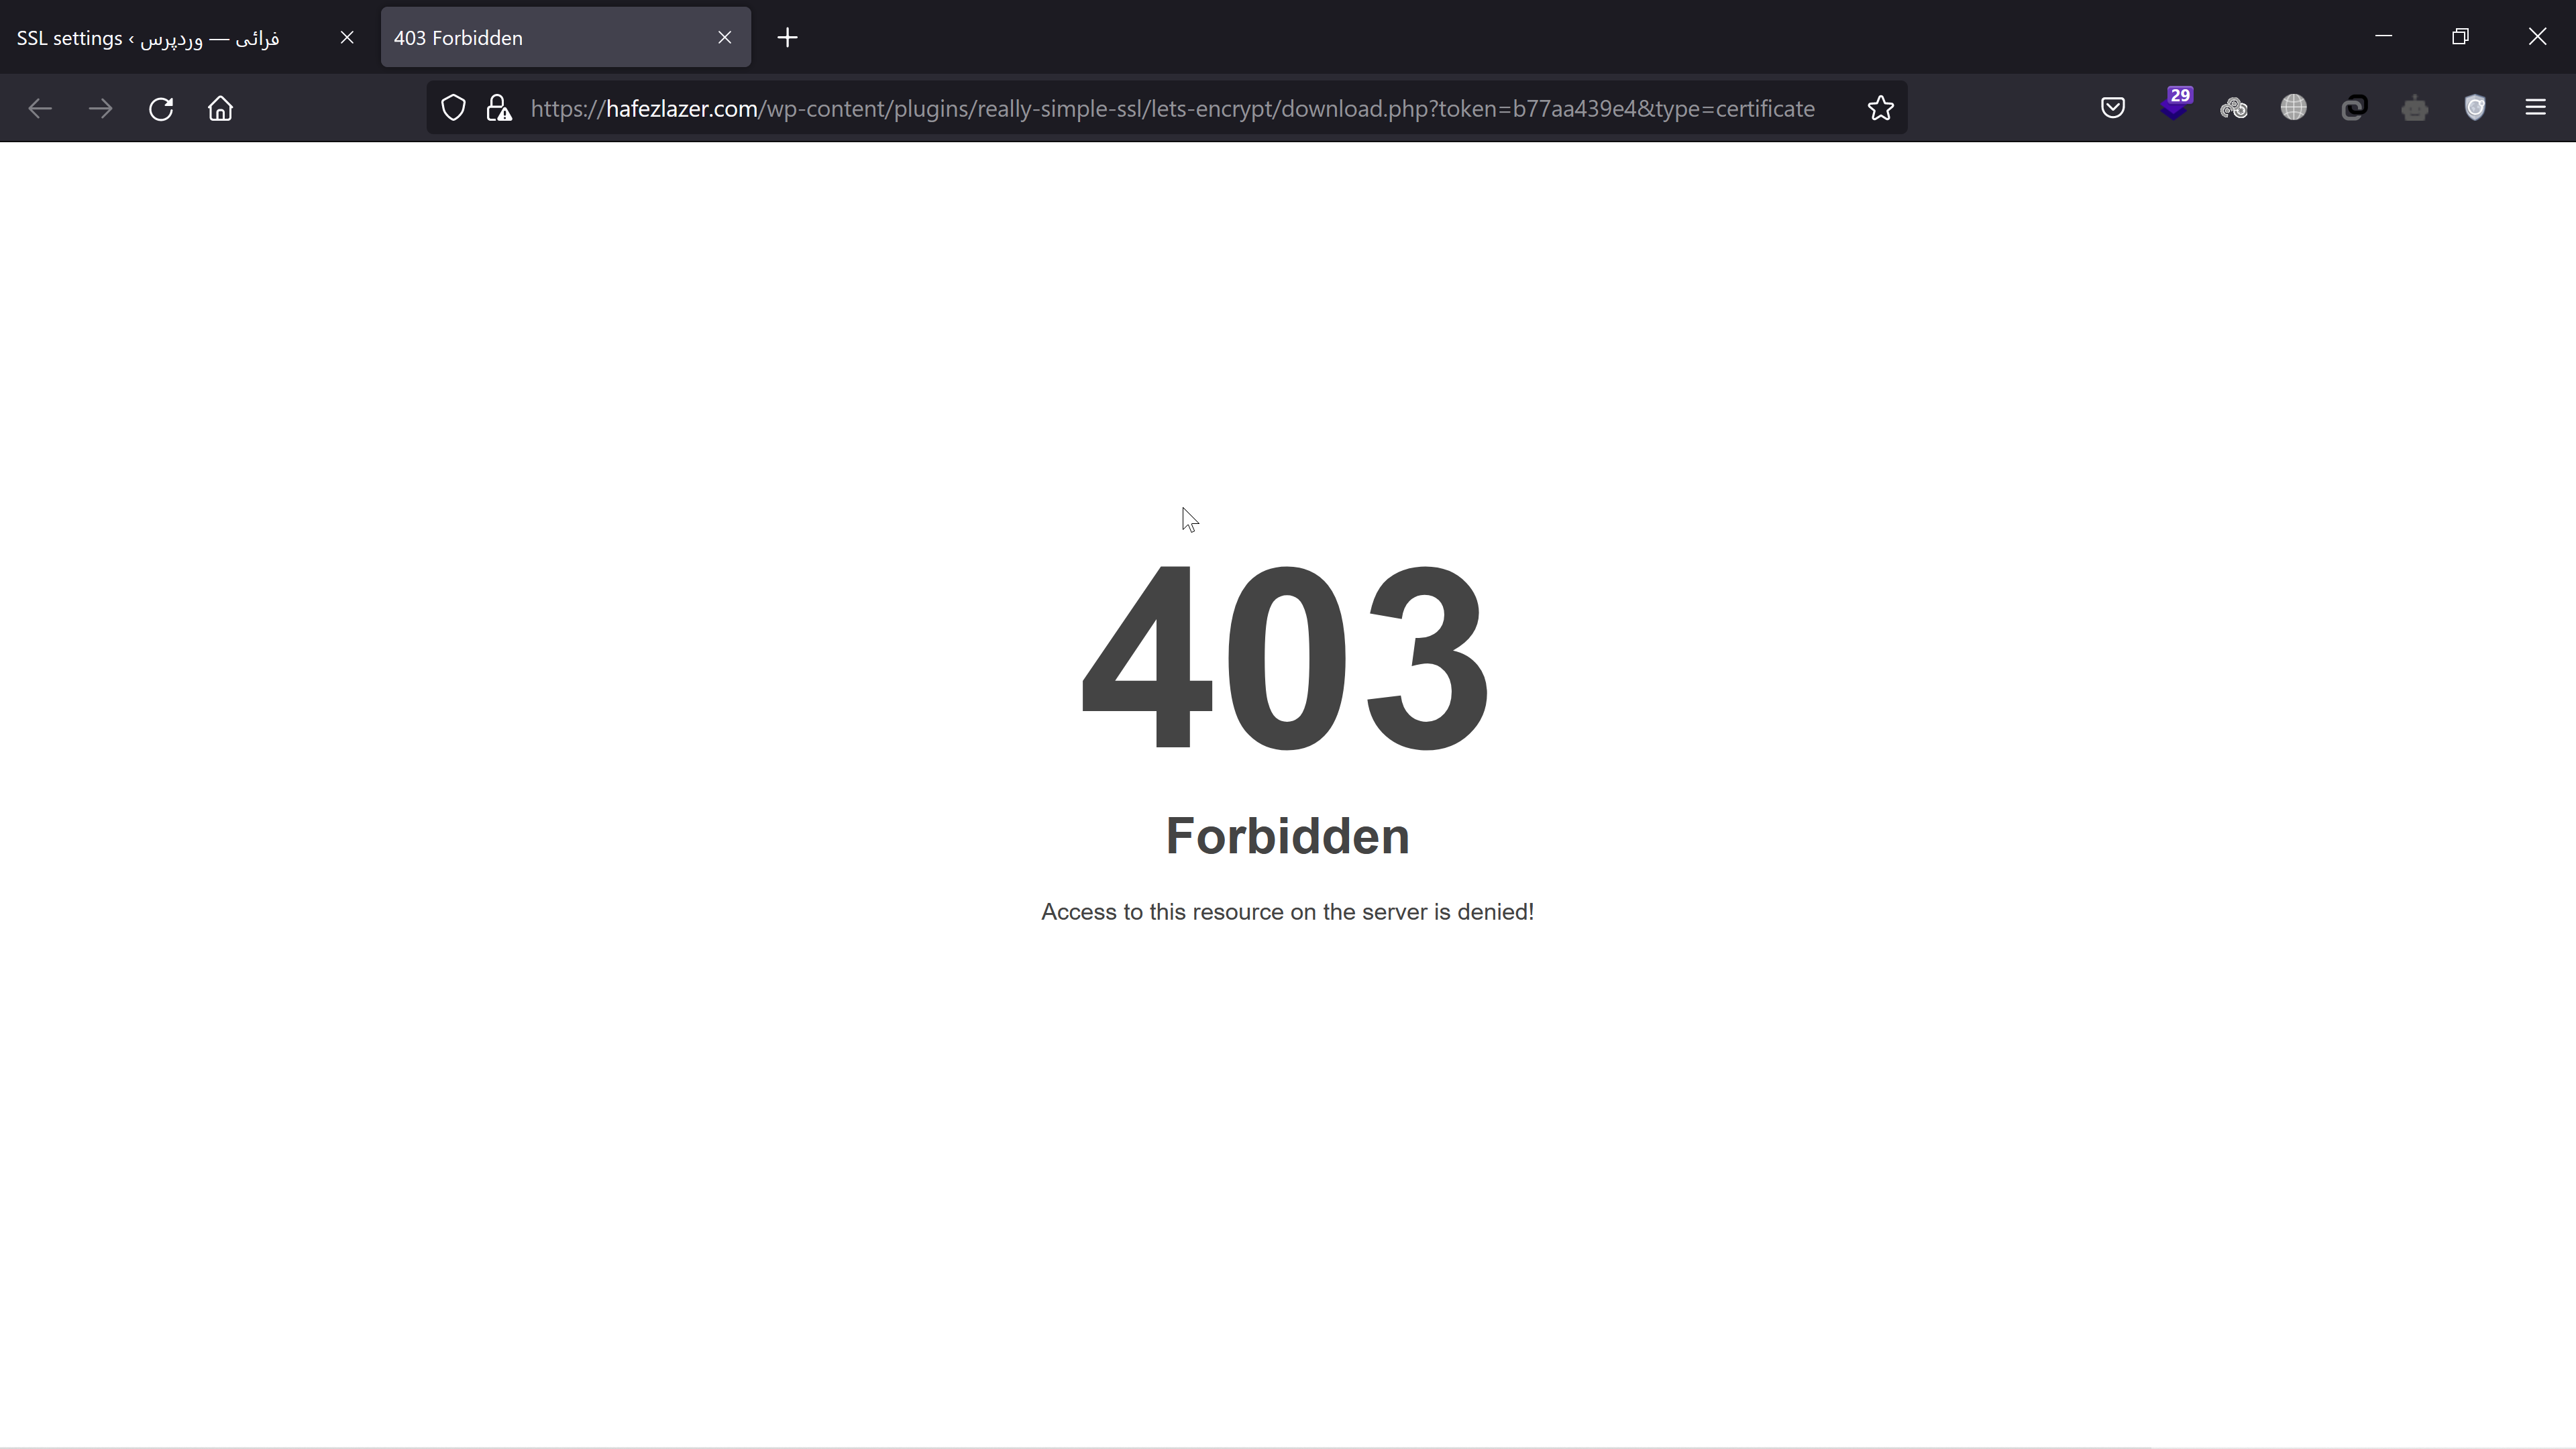 SSL settings ‹ فرائی — وردپرس
403 Forbidden
https://hafezlazer.com/wp-content/plugins/really-simple-ssl/lets-encrypt/download.php?token=b77aa439e4&type=certificate
29
403
Forbidden
Access to this resource on the server is denied!